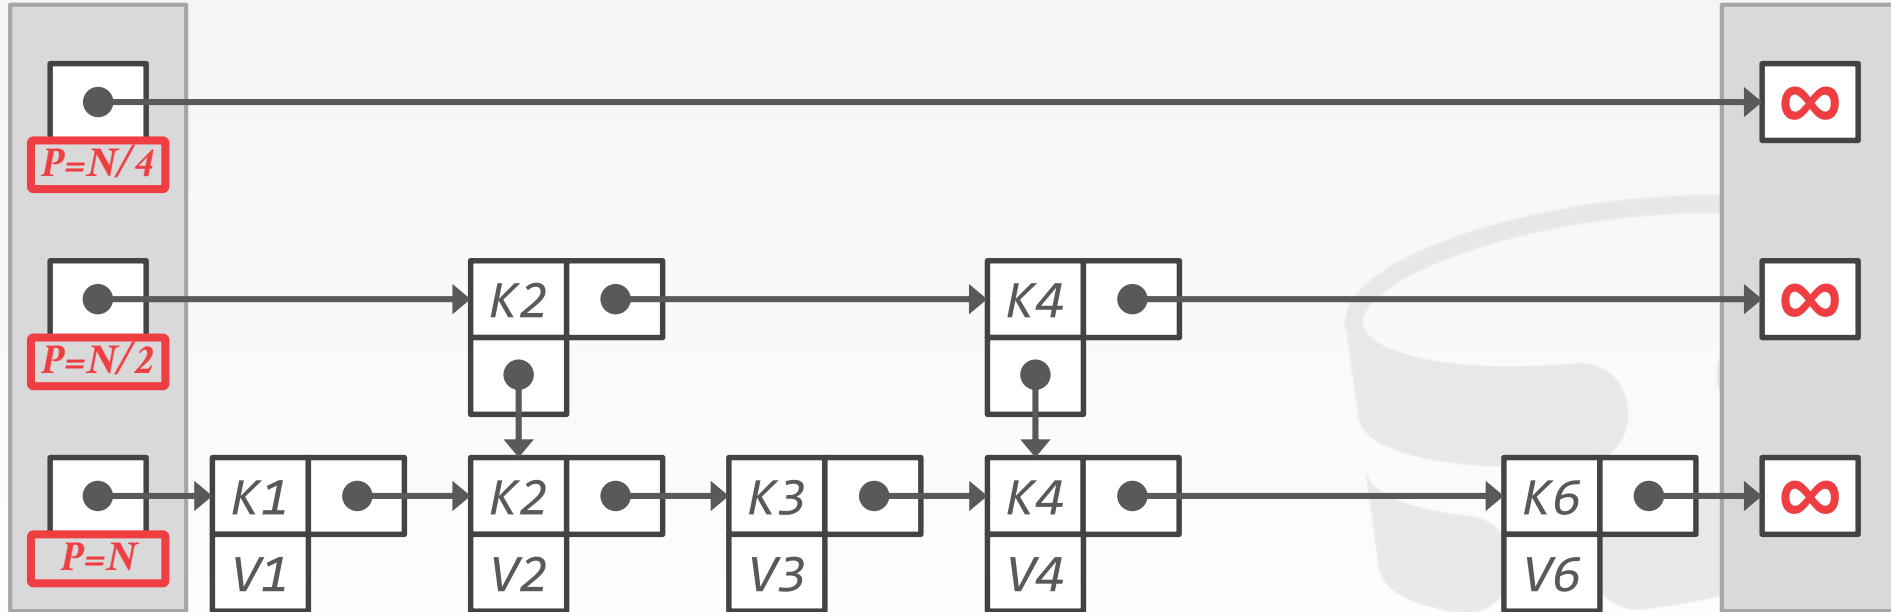 ∞
P=N/4
K2 K4 ∞
P=N/2
K1 K2 K3 K4 K6 ∞
P=N
V1 V2 V3 V4 V6